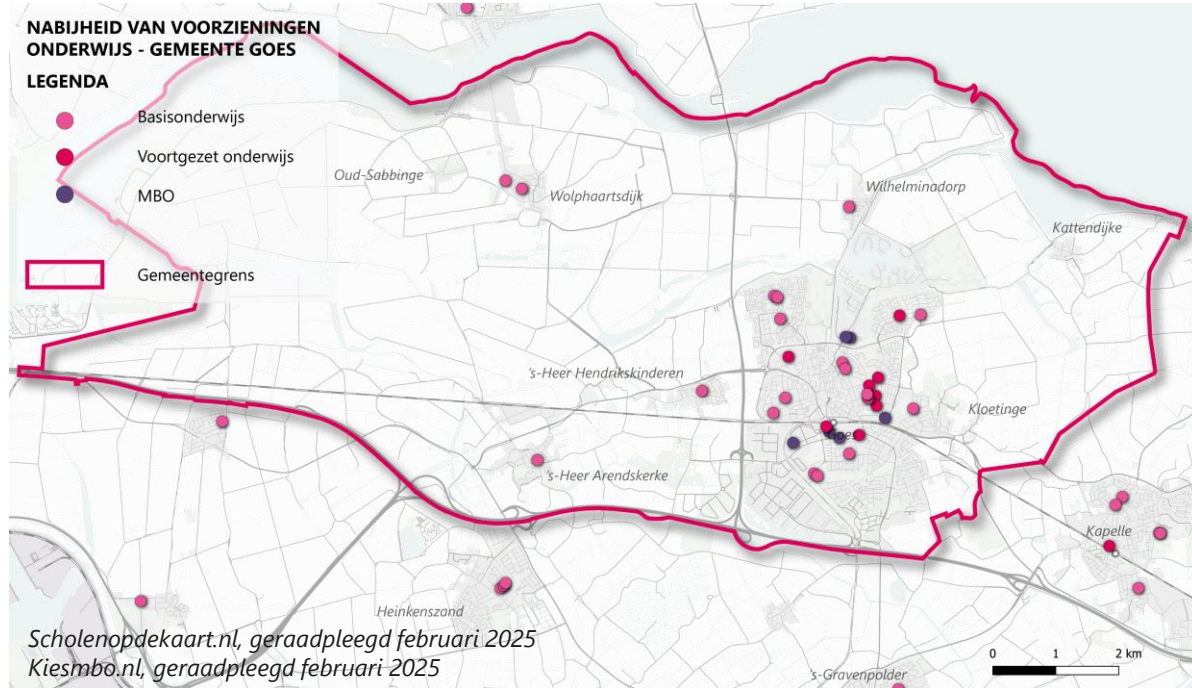 NABIJHEID VAN VOORZIENINGEN
ONDERWIJS - GEMEENTE GOES
LEGENDA
Basisonderwijs
Voortgezet onderwijs
MBO
Gemeentegrens
Oud-Sabbinge
Wolphaartsdijk
Wilhelminadorp
Kattendijke
's-Heer Hendrikskinderen
Kloetinge
Goes
's-Heer Arendskerke
Kapelle
Heinkenszand
's-Gravenpolder
Scholenopdekaart.nl, geraadpleegd februari 2025
Kiesmbo.nl, geraadpleegd februari 2025
0 1 2 km